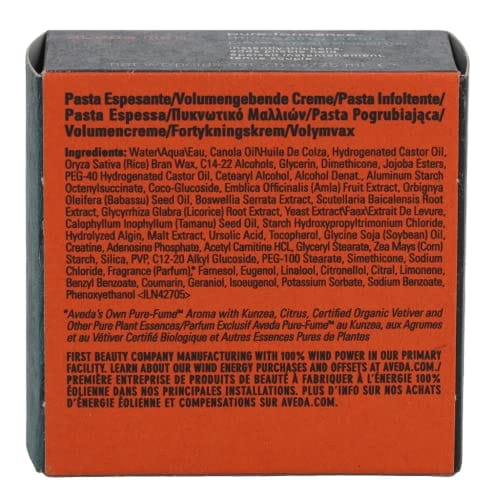 pure-formance
instantly thickens
pliable hold
tenue souple
Pasta Espesante/Volumengebende Creme/Pasta Infoltente/
Pasta Espessa/Πυκνωτικό Μαλλιών/Pasta Pogrubiająca/
Volumencreme/Fortykningskrem/Volymvax
Ingredients: Water\Aqua\Eau, Canola Oil\Huile De Colza, Hydrogenated Castor Oil,
Oryza Sativa (Rice) Bran Wax, C14-22 Alcohols, Glycerin, Dimethicone, Jojoba Esters,
PEG-40 Hydrogenated Castor Oil, Cetearyl Alcohol, Alcohol Denat., Aluminum Starch
Octenylsuccinate, Coco-Glucoside, Emblica Officinalis (Amla) Fruit Extract, Orbignya
Oleifera (Babassu) Seed Oil, Boswellia Serrata Extract, Scutellaria Baicalensis Root
Extract, Glycyrrhiza Glabra (Licorice) Root Extract, Yeast Extract\Faex\Extrait De Levure,
Calophyllum Inophyllum (Tamanu) Seed Oil, Starch Hydroxypropyltrimonium Chloride,
Hydrolyzed Algin, Malt Extract, Ursolic Acid, Tocopherol, Glycine Soja (Soybean) Oil,
Creatine, Adenosine Phosphate, Acetyl Carnitine HCL, Glyceryl Stearate, Zea Mays (Corn)
Starch, Silica, PVP, C12-20 Alkyl Glucoside, PEG-100 Stearate, Simethicone, Sodium
Chloride, Fragrance (Parfum),* Farnesol, Eugenol, Linalool, Citronellol, Citral, Limonene,
Benzyl Benzoate, Coumarin, Geraniol, Isoeugenol, Potassium Sorbate, Sodium Benzoate,
Phenoxyethanol <ILN42705>
*Aveda's Own Pure-Fume™ Aroma with Kunzea, Citrus, Certified Organic Vetiver and
Other Pure Plant Essences/Parfum Exclusif Aveda Pure-Fume™ au Kunzea, aux Agrumes
et au Vétiver Certifié Biologique et Autres Essences Pures de Plantes
FIRST BEAUTY COMPANY MANUFACTURING WITH 100% WIND POWER IN OUR PRIMARY
FACILITY. LEARN ABOUT OUR WIND ENERGY PURCHASES AND OFFSETS AT AVEDA.COM./
PREMIÈRE ENTREPRISE DE PRODUITS DE BEAUTÉ À FABRIQUER À L'ÉNERGIE 100%
ÉOLIENNE DANS NOS PRINCIPALES INSTALLATIONS. PLUS D'INFO SUR NOS ACHATS
D'ÉNERGIE ÉOLIENNE ET COMPENSATIONS SUR AVEDA.COM.